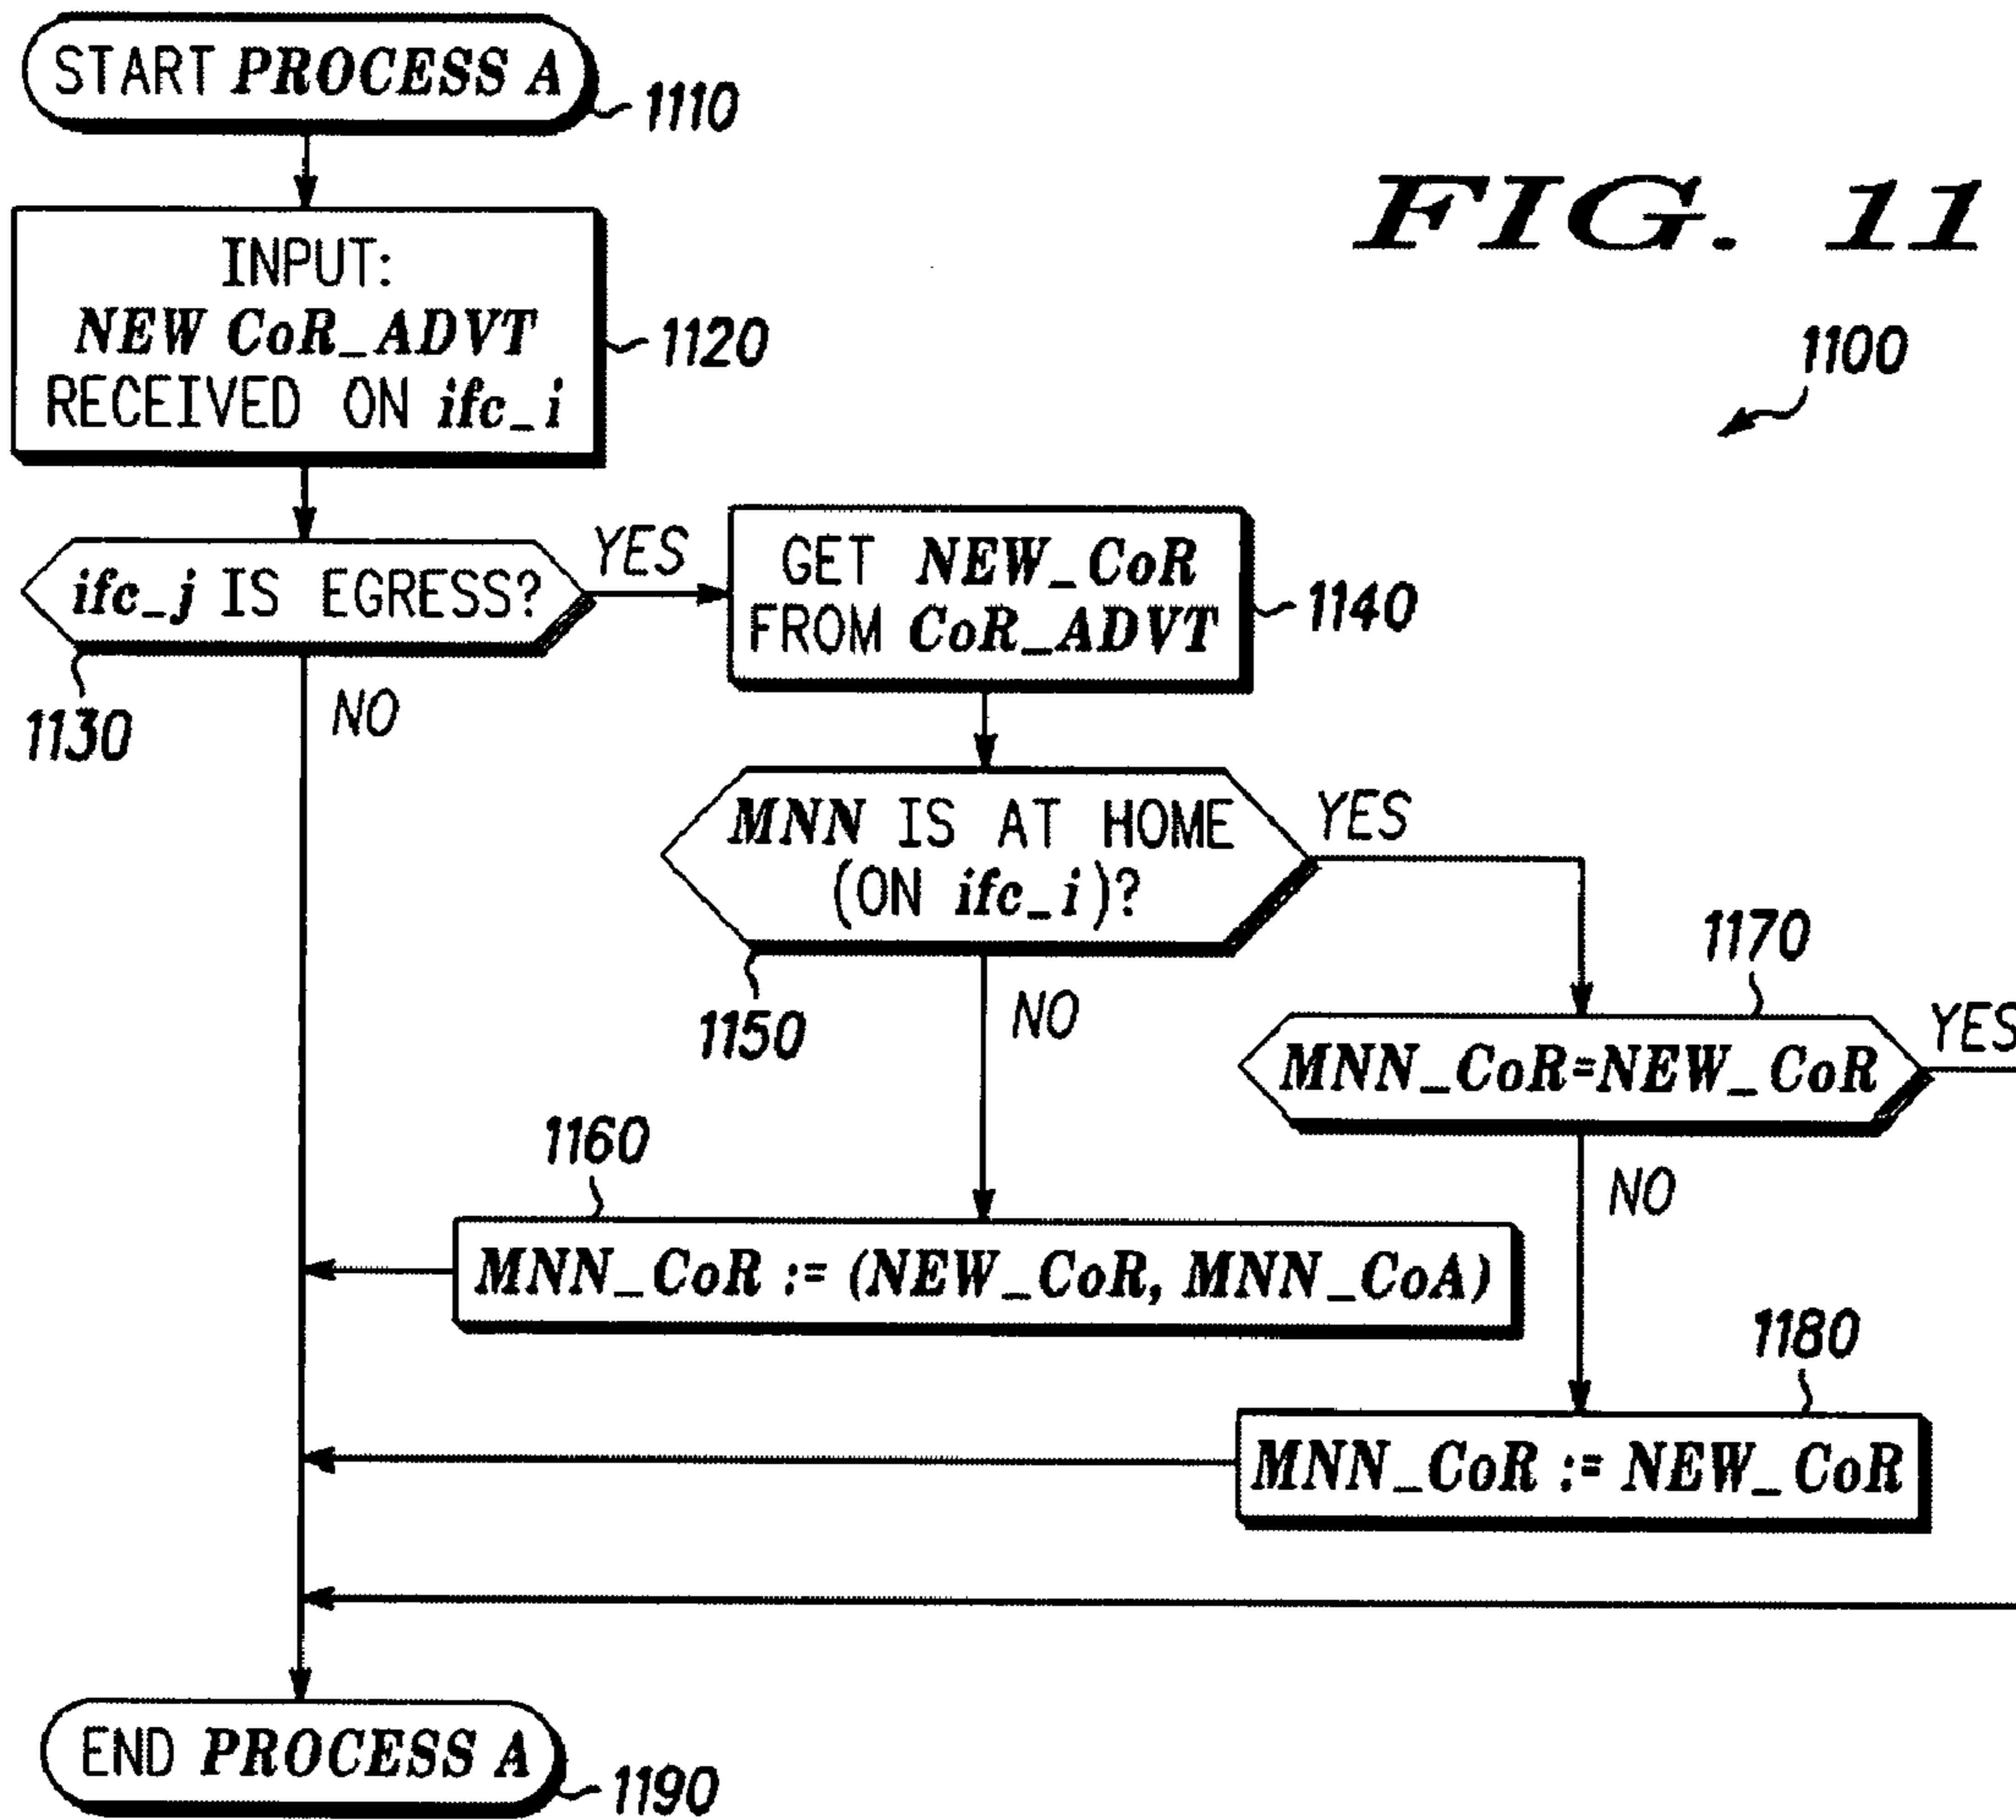 START PROCESS A
1110
FIG. 11
INPUT:
NEW CoR_ADVT
RECEIVED ON ifc_i
1120
1100
ifc_j IS EGRESS?
YES
NO
1130
GET NEW_CoR
FROM CoR_ADVT
1140
MNN IS AT HOME
(ON ifc_i)?
YES
NO
1150
1170
MNN_CoR=NEW_CoR
YES
NO
1160
MNN_CoR := (NEW_CoR, MNN_CoA)
1180
MNN_CoR := NEW_CoR
END PROCESS A
1190